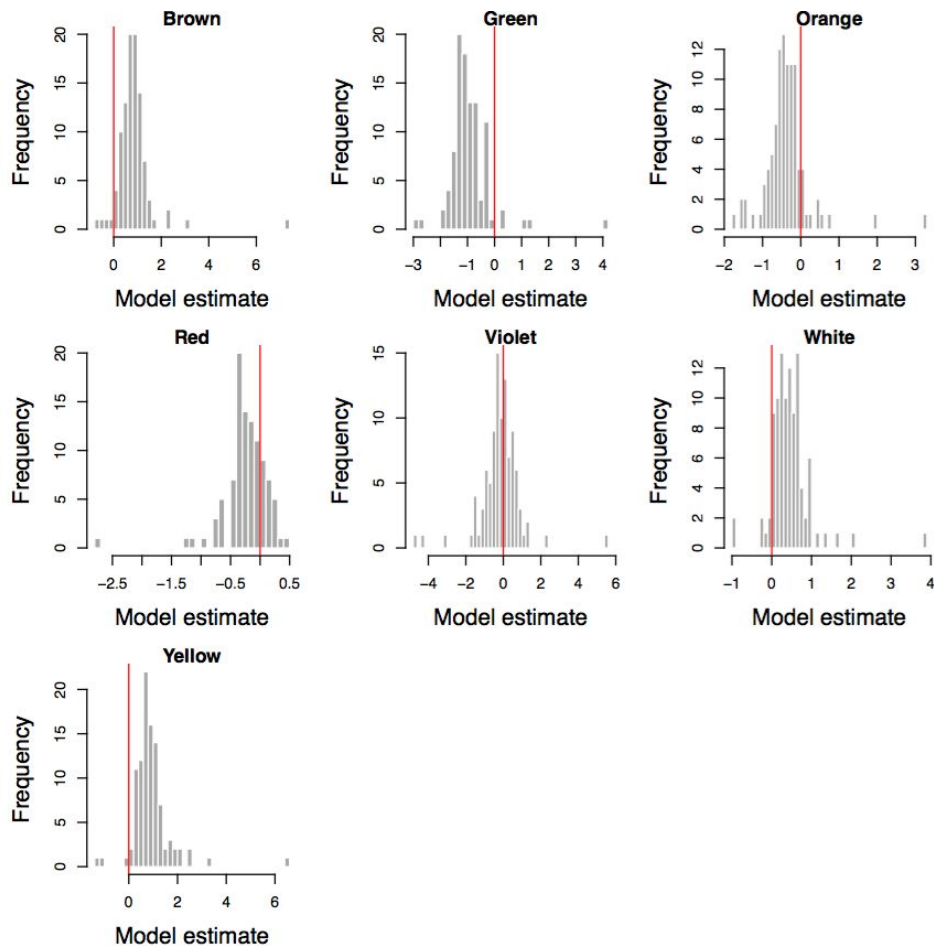 Brown Green Orange
Frequency 20 15 10 5 0
0 2 4 6
Model estimate
Frequency 20 15 10 5 0
−3 −1 0 1 2 3 4
Model estimate
Frequency 12 10 8 6 4 2 0
−2 −1 0 1 2 3
Model estimate
Red Violet White
Frequency 20 15 10 5 0
−2.5 −1.5 −0.5 0.5
Model estimate
Frequency 15 10 5 0
−4 −2 0 2 4 6
Model estimate
Frequency 12 10 8 6 4 2 0
−1 0 1 2 3 4
Model estimate
Yellow
Frequency 20 15 10 5 0
0 2 4 6
Model estimate